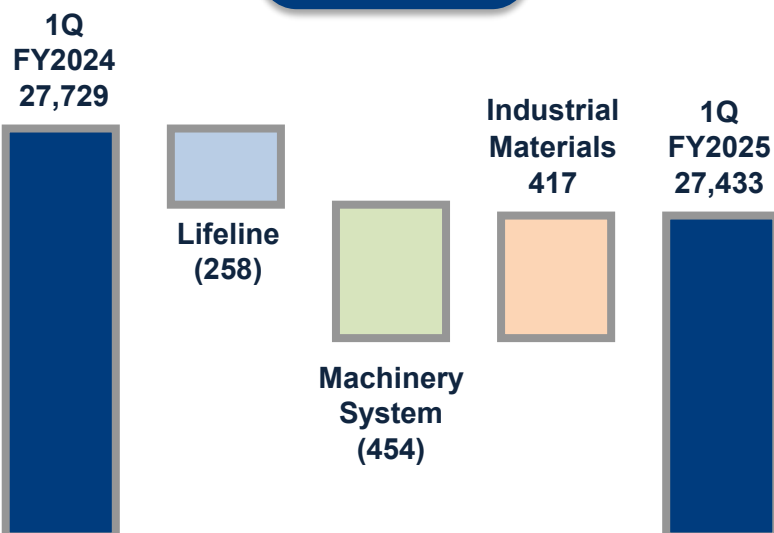 1Q
FY2024
27,729
Lifeline
(258)
Machinery
System
(454)
Industrial
Materials
417
1Q
FY2025
27,433